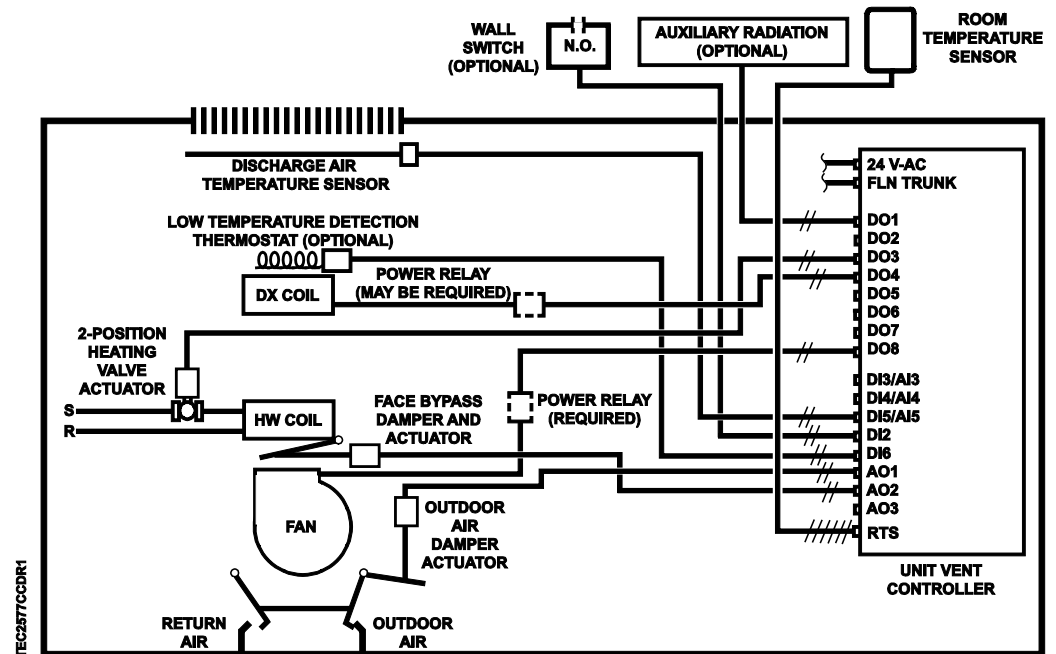 WALL
SWITCH
(OPTIONAL)
N.O.
AUXILIARY RADIATION
(OPTIONAL)
ROOM
TEMPERATURE
SENSOR
DISCHARGE AIR
TEMPERATURE SENSOR
LOW TEMPERATURE DETECTION
THERMOSTAT (OPTIONAL)
DX COIL
POWER RELAY
(MAY BE REQUIRED)
2-POSITION
HEATING
VALVE
ACTUATOR
S
R
HW COIL
FACE BYPASS
DAMPER AND
ACTUATOR
POWER RELAY
(REQUIRED)
FAN
OUTDOOR
AIR
DAMPER
ACTUATOR
RETURN
AIR
OUTDOOR
AIR
24 V-AC
FLN TRUNK
DO1
DO2
DO3
DO4
DO5
DO6
DO7
DO8
DI3/AI3
DI4/AI4
DI5/AI5
DI2
DI6
AO1
AO2
AO3
RTS
UNIT VENT
CONTROLLER
TEC2577CCDR1